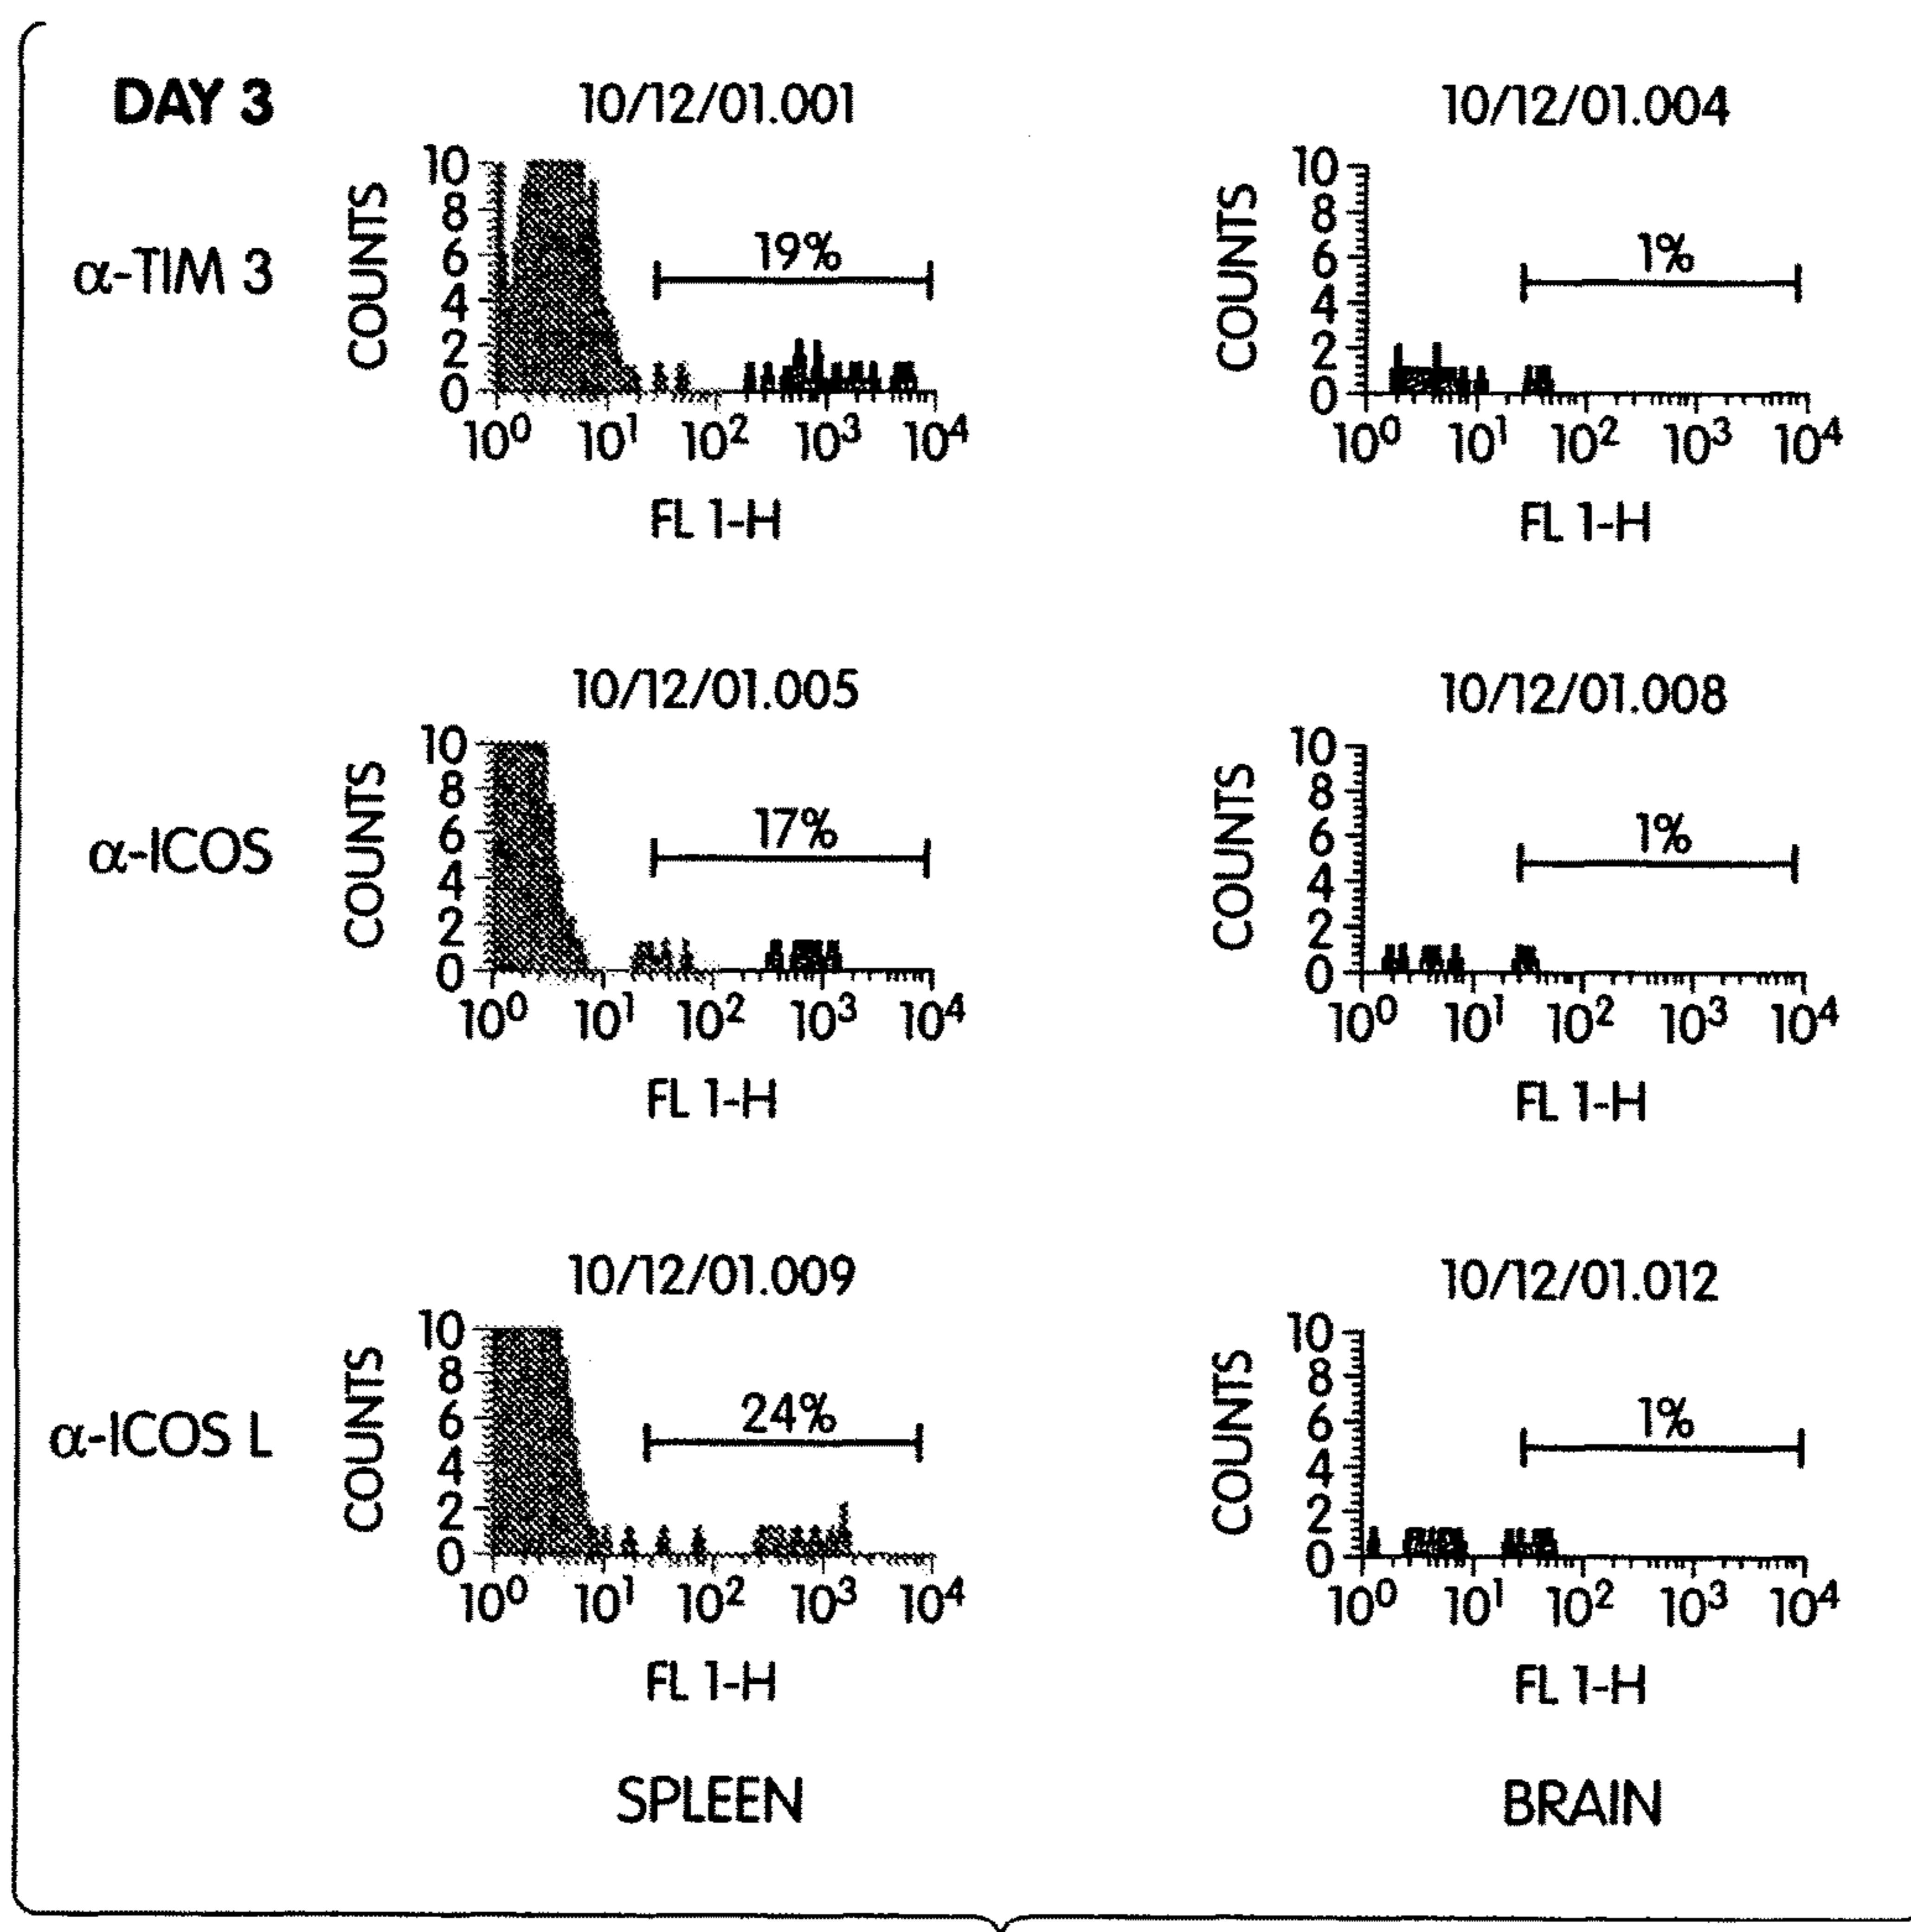 DAY 3
10/12/01.001
10/12/01.004
α-TIM 3
COUNTS
10
8
6
4
2
0
19%
10⁰ 10¹ 10² 10³ 10⁴
FL 1-H
COUNTS
10
8
6
4
2
0
1%
10⁰ 10¹ 10² 10³ 10⁴
FL 1-H
10/12/01.005
10/12/01.008
α-ICOS
COUNTS
10
8
6
4
2
0
17%
10⁰ 10¹ 10² 10³ 10⁴
FL 1-H
COUNTS
10
8
6
4
2
0
1%
10⁰ 10¹ 10² 10³ 10⁴
FL 1-H
10/12/01.009
10/12/01.012
α-ICOS L
COUNTS
10
8
6
4
2
0
24%
10⁰ 10¹ 10² 10³ 10⁴
FL 1-H
COUNTS
10
8
6
4
2
0
1%
10⁰ 10¹ 10² 10³ 10⁴
FL 1-H
SPLEEN
BRAIN